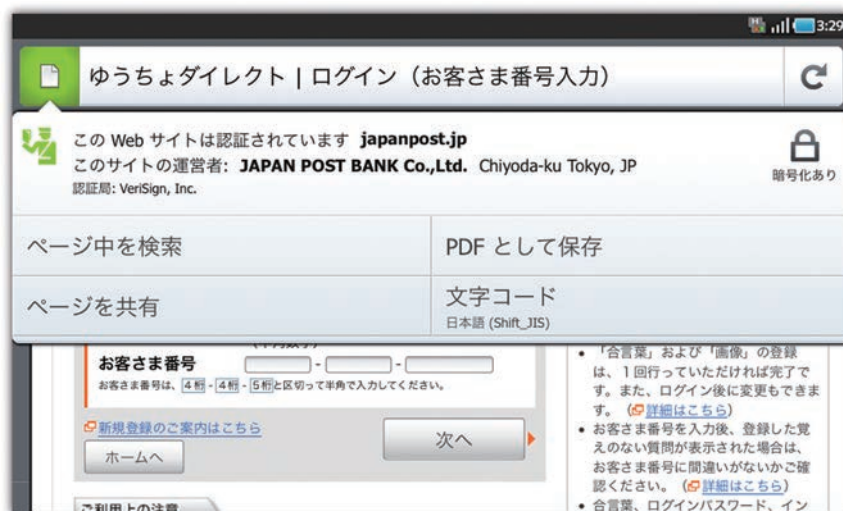 3:29
ゆうちょダイレクト | ログイン（お客さま番号入力）
この Web サイトは認証されています japanpost.jp
このサイトの運営者: JAPAN POST BANK Co.,Ltd. Chiyoda-ku Tokyo, JP
認証局: VeriSign, Inc.
暗号化あり
ページ中を検索
PDF として保存
ページを共有
文字コード
日本語 (Shift_JIS)
お客さま番号 - -
お客さま番号は、4桁 - 4桁 - 5桁と区切って半角で入力してください。
新規登録のご案内はこちら
ホームへ
次へ
ご利用上の注意
• 「合言葉」および「画像」の登録
は、1回行っていただければ完了で
す。また、ログイン後に変更もできま
す。（詳細はこちら）
• お客さま番号を入力後、登録した覚
えのない質問が表示された場合は、
お客さま番号に間違いがないかご確
認ください。（詳細はこちら）
• 合言葉、ログインパスワード、イン